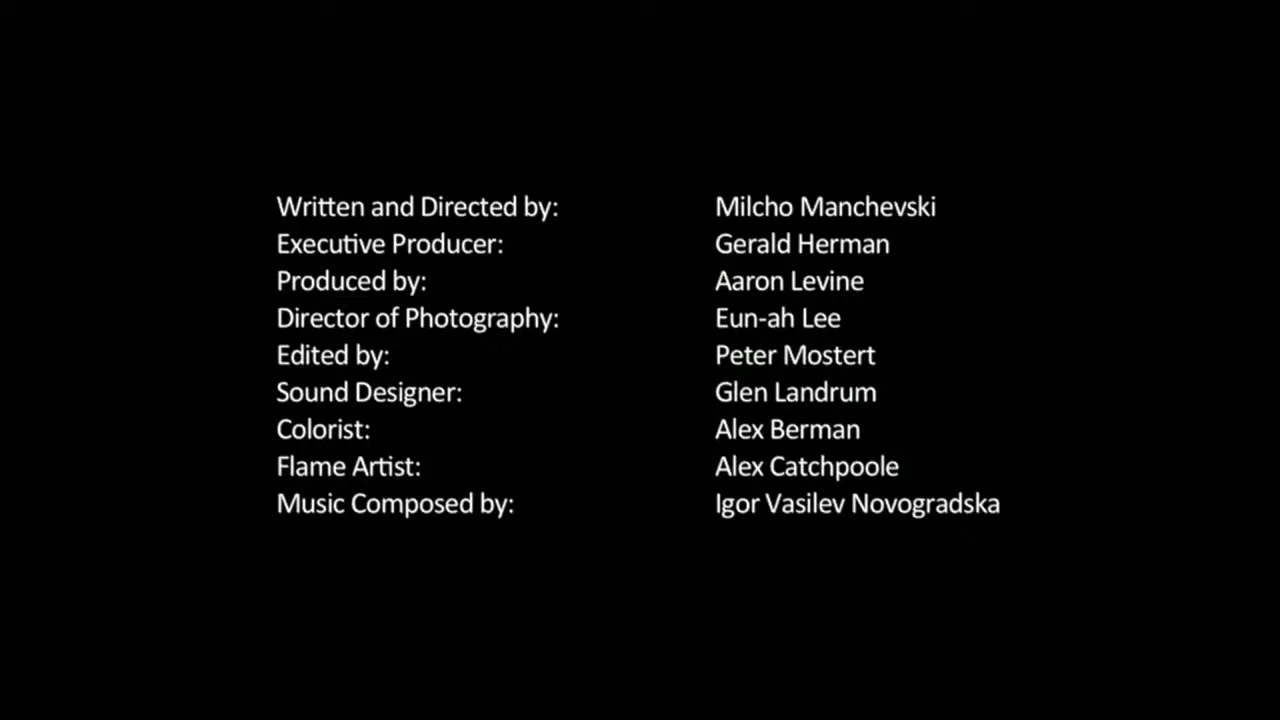 Written and Directed by: Milcho Manchevski
Executive Producer: Gerald Herman
Produced by: Aaron Levine
Director of Photography: Eun-ah Lee
Edited by: Peter Mostert
Sound Designer: Glen Landrum
Colorist: Alex Berman
Flame Artist: Alex Catchpoole
Music Composed by: Igor Vasilev Novogradska